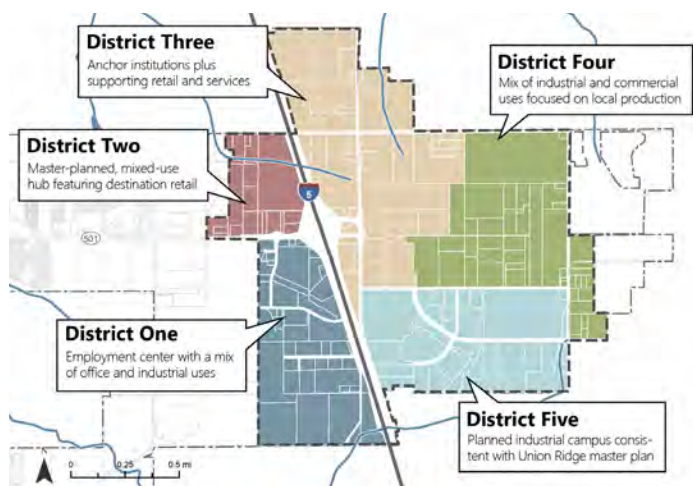 District Three
Anchor institutions plus
supporting retail and services
District Four
Mix of industrial and commercial
uses focused on local production
District Two
Master-planned, mixed-use
hub featuring destination retail
5
501
District One
Employment center with a mix
of office and industrial uses
District Five
Planned industrial campus consis-
tent with Union Ridge master plan
0 0.25 0.5 mi